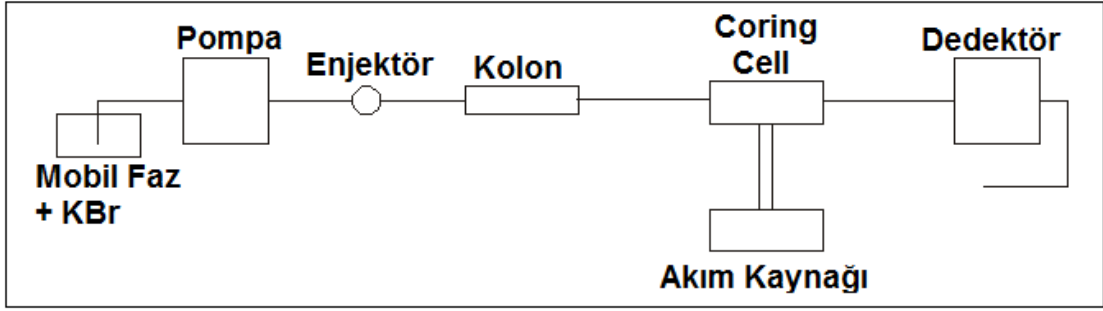 Pompa
Enjektör
Kolon
Coring
Cell
Dedektör
Mobil Faz
+ KBr
Akım Kaynağı